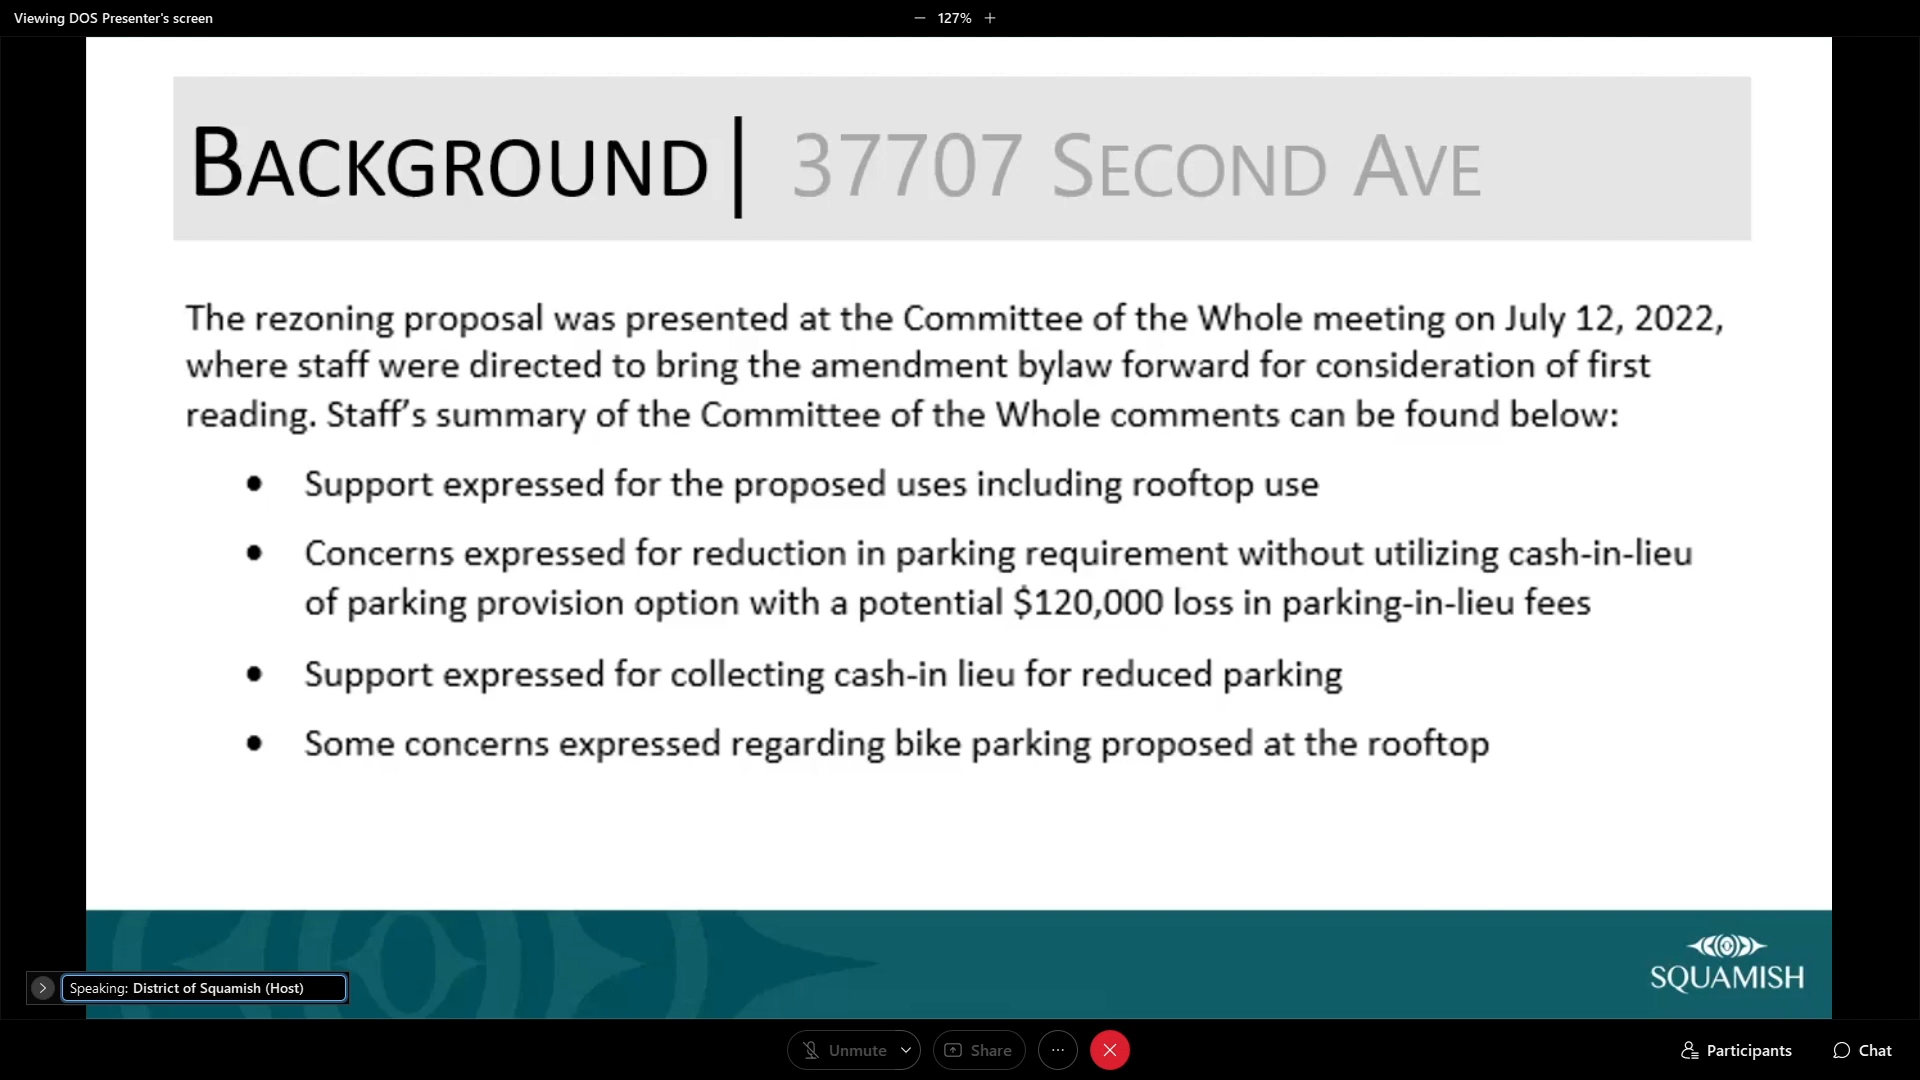 Viewing DOS Presenter's screen
127%
BACKGROUND| 37707 SECOND AVE
The rezoning proposal was presented at the Committee of the Whole meeting on July 12, 2022,
where staff were directed to bring the amendment bylaw forward for consideration of first
reading. Staff's summary of the Committee of the Whole comments can be found below:
● Support expressed for the proposed uses including rooftop use
● Concerns expressed for reduction in parking requirement without utilizing cash-in-lieu
of parking provision option with a potential $120,000 loss in parking-in-lieu fees
● Support expressed for collecting cash-in lieu for reduced parking
● Some concerns expressed regarding bike parking proposed at the rooftop
SQUAMISH
Speaking: District of Squamish (Host)
Unmute
Share
Participants
Chat